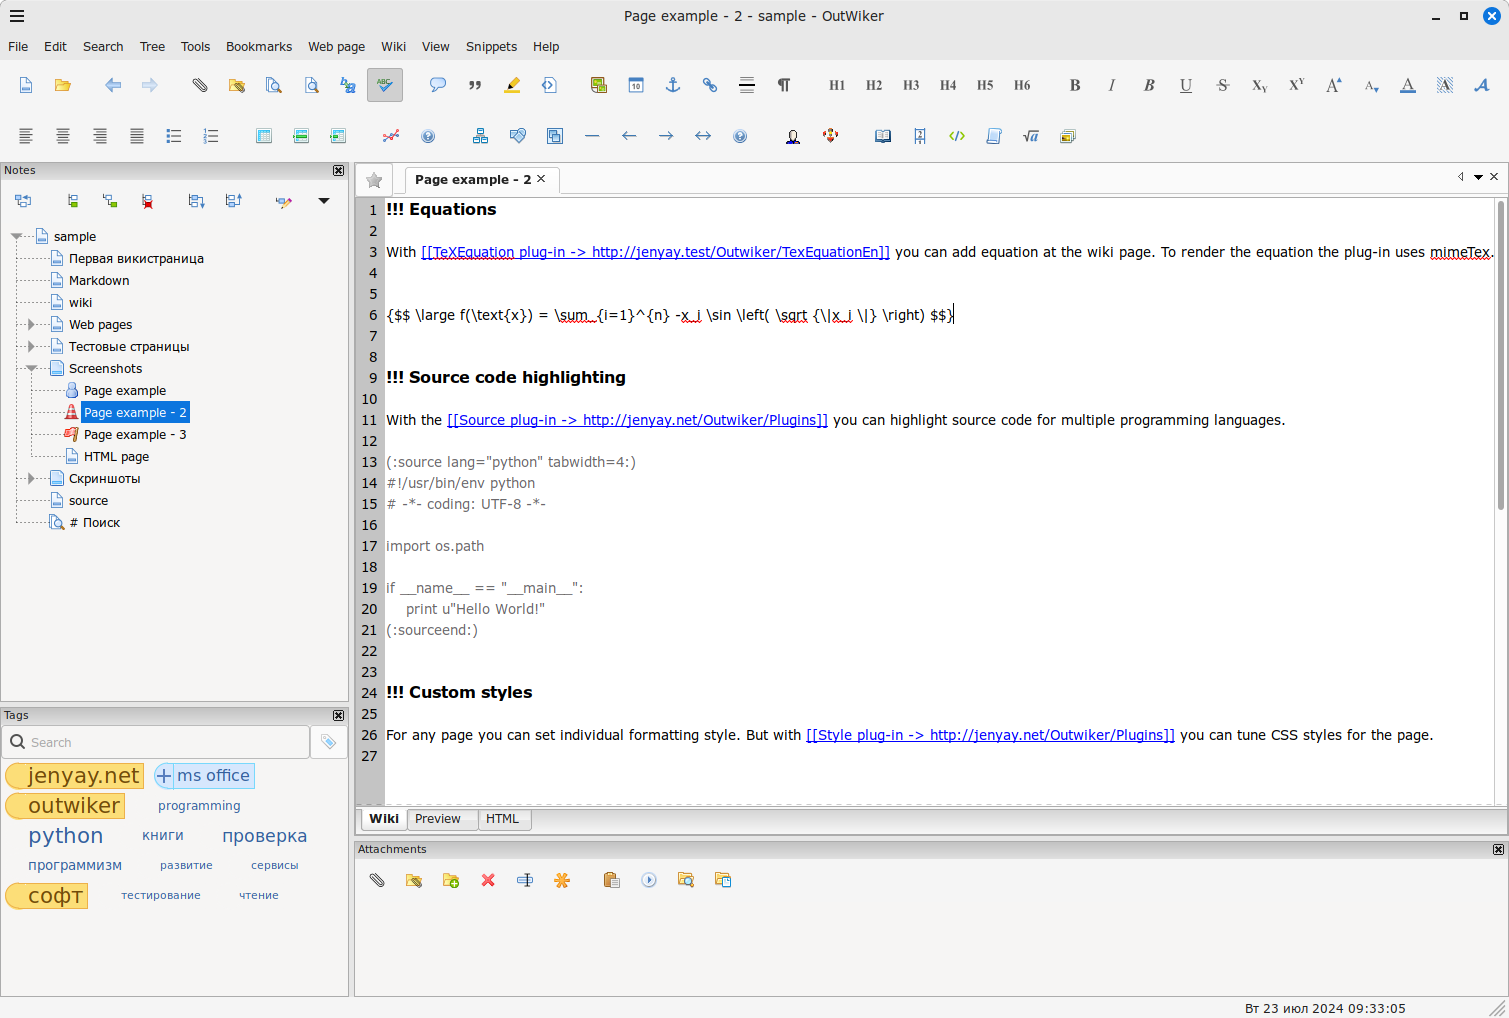 Page example - 2 - sample - OutWiker
File Edit Search Tree Tools Bookmarks Web page Wiki View Snippets Help
H1 H2 H3 H4 H5 H6 B I B U S
Notes
sample
Первая викистраница
Markdown
wiki
Web pages
Тестовые страницы
Screenshots
Page example
Page example - 2
Page example - 3
HTML page
Скриншоты
source
# Поиск
Tags
Search
jenyay.net ms office
outwiker programming
python книги проверка
программизм развитие сервисы
софт тестирование чтение
Page example - 2
1 !!! Equations
2
3 With [[TeXEquation plug-in -> http://jenyay.test/Outwiker/TexEquationEn]] you can add equation at the wiki page. To render the equation the plug-in uses mimeTex.
4
5
6 {$$ \large f(\text{x}) = \sum_{i=1}^{n} -x_i \sin \left( \sqrt {\|x_i \|} \right) $$}
7
8
9 !!! Source code highlighting
10
11 With the [[Source plug-in -> http://jenyay.net/Outwiker/Plugins]] you can highlight source code for multiple programming languages.
12
13 (:source lang="python" tabwidth=4:)
14 #!/usr/bin/env python
15 # -*- coding: UTF-8 -*-
16
17 import os.path
18
19 if __name__ == "__main__":
20 print u"Hello World!"
21 (:sourceend:)
22
23
24 !!! Custom styles
25
26 For any page you can set individual formatting style. But with [[Style plug-in -> http://jenyay.net/Outwiker/Plugins]] you can tune CSS styles for the page.
27
Wiki Preview HTML
Attachments
Вт 23 июл 2024 09:33:05